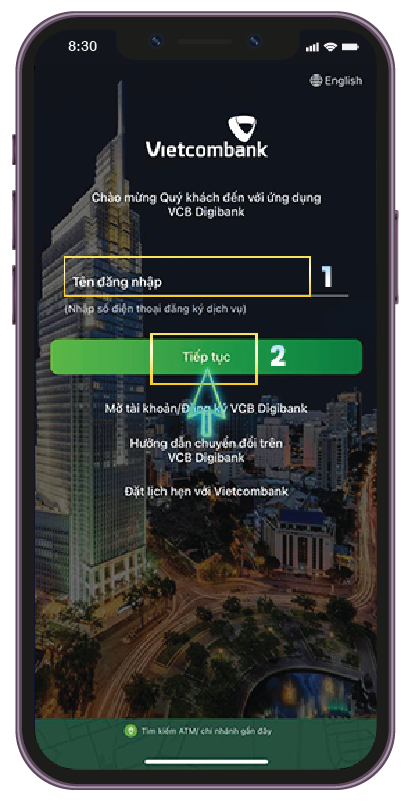 8:30
English
Vietcombank
Chào mừng Quý khách đến với ứng dụng
VCB Digibank
Tên đăng nhập
1
(Nhập số điện thoại đăng ký dịch vụ)
Tiếp tục
2
Mở tài khoản/Đăng ký VCB Digibank
Hướng dẫn chuyển đổi trên
VCB Digibank
Đặt lịch hẹn với Vietcombank
Tìm kiếm ATM/ chi nhánh gần đây